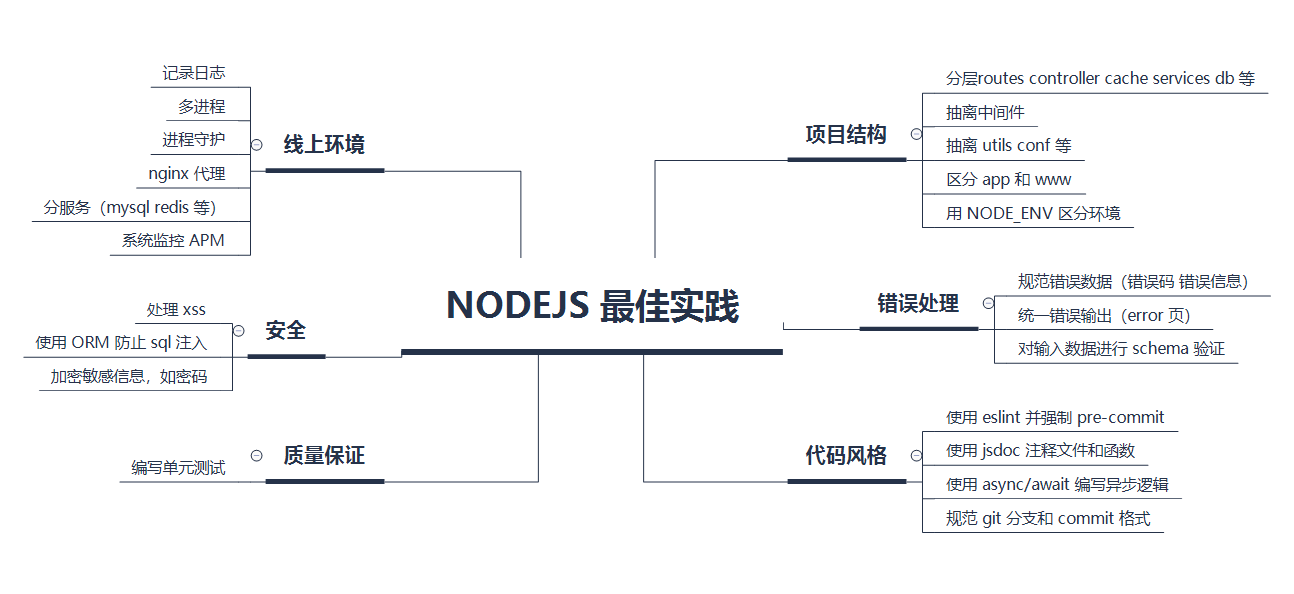 NODEJS 最佳实践
项目结构
分层routes controller cache services db 等
抽离中间件
抽离 utils conf 等
区分 app 和 www
用 NODE_ENV 区分环境
错误处理
规范错误数据（错误码 错误信息）
统一错误输出（error 页）
对输入数据进行 schema 验证
代码风格
使用 eslint 并强制 pre-commit
使用 jsdoc 注释文件和函数
使用 async/await 编写异步逻辑
规范 git 分支和 commit 格式
线上环境
记录日志
多进程
进程守护
nginx 代理
分服务（mysql redis 等）
系统监控 APM
安全
处理 xss
使用 ORM 防止 sql 注入
加密敏感信息，如密码
质量保证
编写单元测试